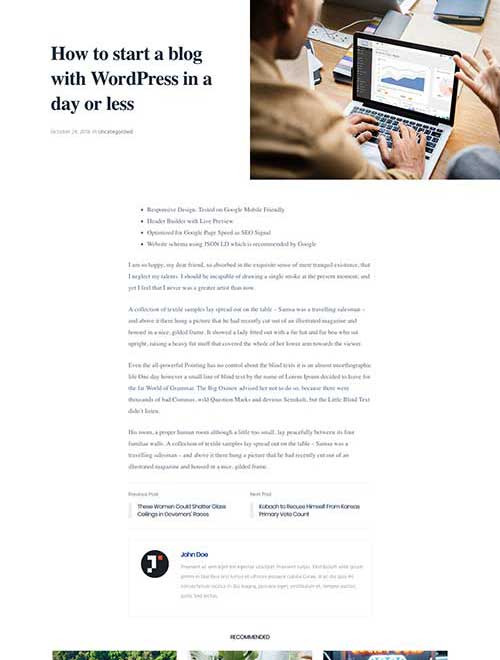 How to start a blog
with WordPress in a
day or less
October 24, 2018 in Uncategorized
Responsive Design. Tested on Google Mobile Friendly
Header Builder with Live Preview
Optimized for Google Page Speed as SEO Signal
Website schema using JSON LD which is recommended by Google
I am so happy, my dear friend, so absorbed in the exquisite sense of mere tranquil existence, that
I neglect my talents. I should be incapable of drawing a single stroke at the present moment; and
yet I feel that I never was a greater artist than now.
A collection of textile samples lay spread out on the table – Samsa was a travelling salesman –
and above it there hung a picture that he had recently cut out of an illustrated magazine and
housed in a nice, gilded frame. It showed a lady fitted out with a fur hat and fur boa who sat
upright, raising a heavy fur muff that covered the whole of her lower arm towards the viewer.
Even the all-powerful Pointing has no control about the blind texts it is an almost unorthographic
life One day however a small line of blind text by the name of Lorem Ipsum decided to leave for
the far World of Grammar. The Big Oxmox advised her not to do so, because there were
thousands of bad Commas, wild Question Marks and devious Semikoli, but the Little Blind Text
didn't listen.
His room, a proper human room although a little too small, lay peacefully between its four
familiar walls. A collection of textile samples lay spread out on the table – Samsa was a
travelling salesman – and above it there hung a picture that he had recently cut out of an
illustrated magazine and housed in a nice, gilded frame.
Previous Post
These Women Could Shatter Glass
Ceilings in Governors' Races
Next Post
Kobach to Recuse Himself From Kansas
Primary Vote Count
John Doe
RECOMMENDED